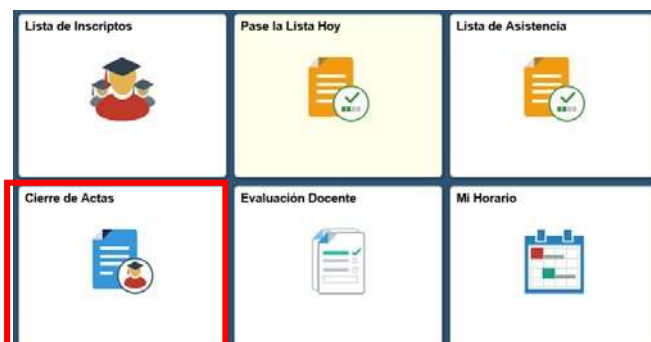 Lista de Inscriptos
Pase la Lista Hoy
Lista de Asistencia
Cierre de Actas
Evaluación Docente
Mi Horario